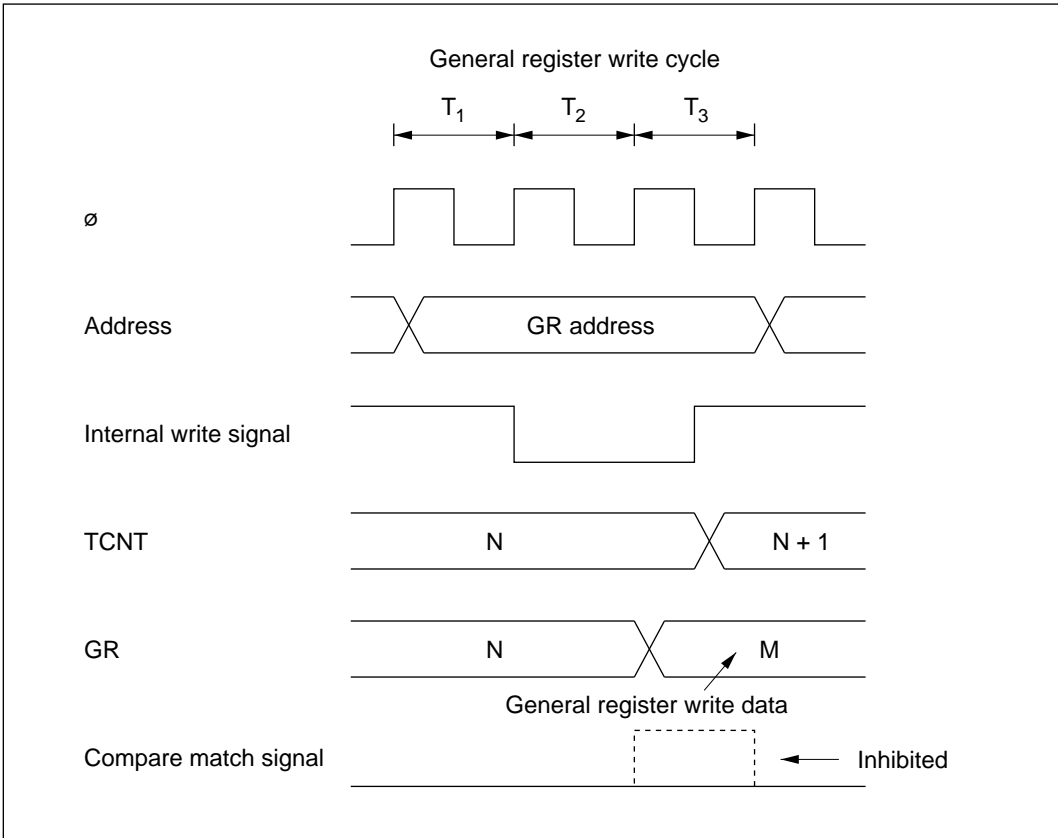 General register write cycle
T1 T2 T3
ø
Address GR address
Internal write signal
TCNT N N + 1
GR N M
General register write data
Compare match signal Inhibited